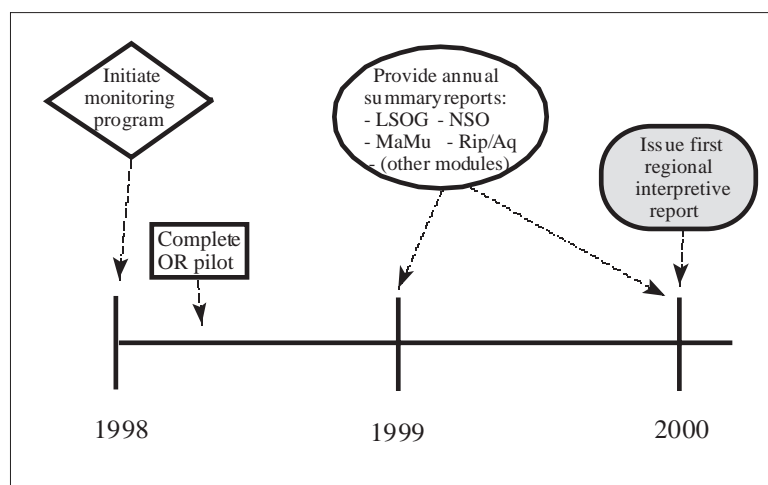 Initiate
monitoring
program
Provide annual
summary reports:
- LSOG - NSO
- MaMu - Rip/Aq
- (other modules)
Issue first
regional
interpretive
report
Complete
OR pilot
1998
1999
2000